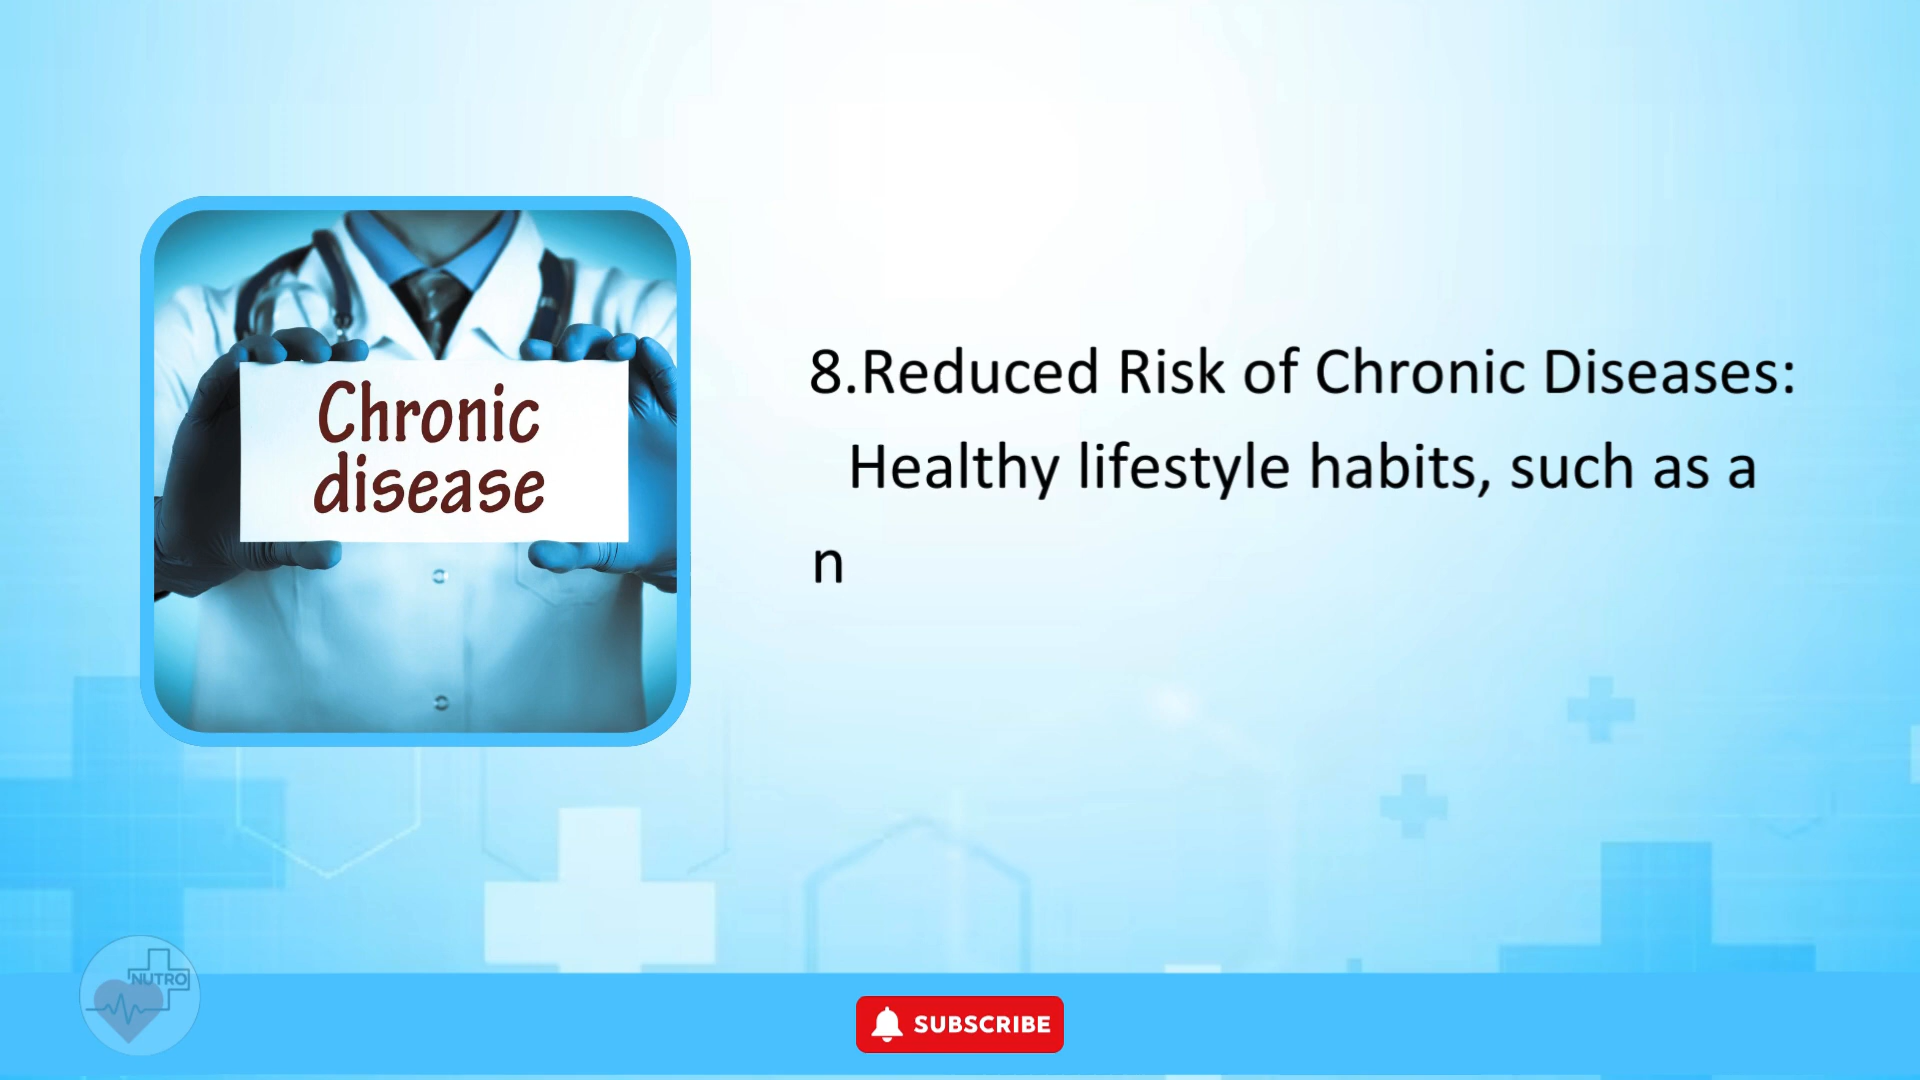 Chronic
disease
8.Reduced Risk of Chronic Diseases:
Healthy lifestyle habits, such as a
n
NUTRO
SUBSCRIBE